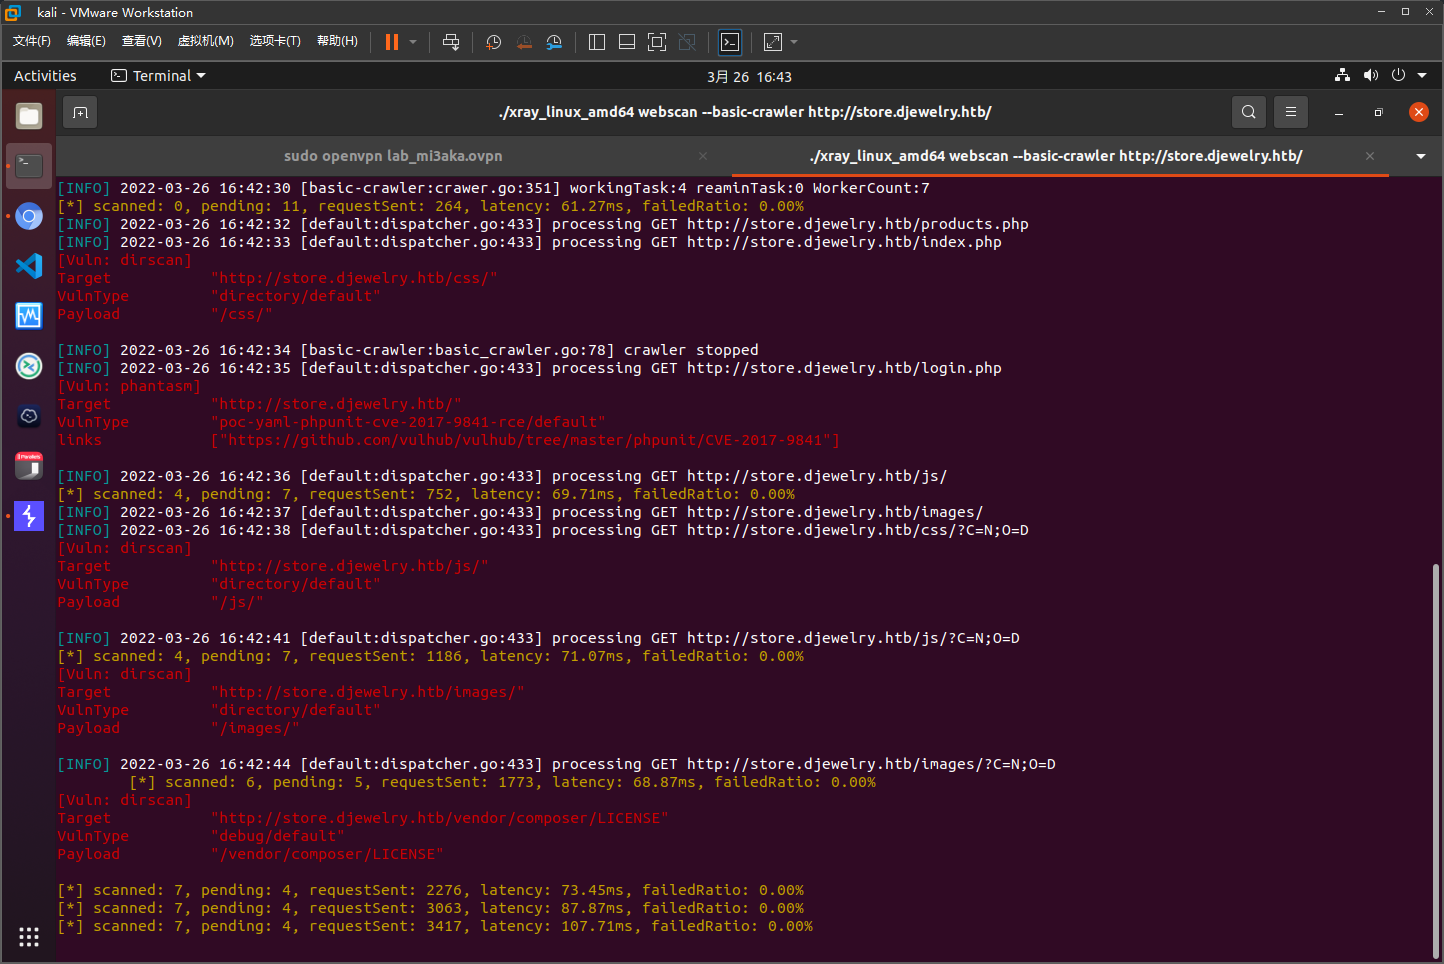 kali - VMware Workstation
文件(F) 编辑(E) 查看(V) 虚拟机(M) 选项卡(T) 帮助(H)
Activities Terminal 3月 26 16:43
./xray_linux_amd64 webscan --basic-crawler http://store.djewelry.htb/
sudo openvpn lab_mi3aka.ovpn ./xray_linux_amd64 webscan --basic-crawler http://store.djewelry.htb/
[INFO] 2022-03-26 16:42:30 [basic-crawler:crawer.go:351] workingTask:4 reaminTask:0 WorkerCount:7
[*] scanned: 0, pending: 11, requestSent: 264, latency: 61.27ms, failedRatio: 0.00%
[INFO] 2022-03-26 16:42:32 [default:dispatcher.go:433] processing GET http://store.djewelry.htb/products.php
[INFO] 2022-03-26 16:42:33 [default:dispatcher.go:433] processing GET http://store.djewelry.htb/index.php
[Vuln: dirscan]
Target "http://store.djewelry.htb/css/"
VulnType "directory/default"
Payload "/css/"
[INFO] 2022-03-26 16:42:34 [basic-crawler:basic_crawler.go:78] crawler stopped
[INFO] 2022-03-26 16:42:35 [default:dispatcher.go:433] processing GET http://store.djewelry.htb/login.php
[Vuln: phantasm]
Target "http://store.djewelry.htb/"
VulnType "poc-yaml-phpunit-cve-2017-9841-rce/default"
links ["https://github.com/vulhub/vulhub/tree/master/phpunit/CVE-2017-9841"]
[INFO] 2022-03-26 16:42:36 [default:dispatcher.go:433] processing GET http://store.djewelry.htb/js/
[*] scanned: 4, pending: 7, requestSent: 752, latency: 69.71ms, failedRatio: 0.00%
[INFO] 2022-03-26 16:42:37 [default:dispatcher.go:433] processing GET http://store.djewelry.htb/images/
[INFO] 2022-03-26 16:42:38 [default:dispatcher.go:433] processing GET http://store.djewelry.htb/css/?C=N;O=D
[Vuln: dirscan]
Target "http://store.djewelry.htb/js/"
VulnType "directory/default"
Payload "/js/"
[INFO] 2022-03-26 16:42:41 [default:dispatcher.go:433] processing GET http://store.djewelry.htb/js/?C=N;O=D
[*] scanned: 4, pending: 7, requestSent: 1186, latency: 71.07ms, failedRatio: 0.00%
[Vuln: dirscan]
Target "http://store.djewelry.htb/images/"
VulnType "directory/default"
Payload "/images/"
[INFO] 2022-03-26 16:42:44 [default:dispatcher.go:433] processing GET http://store.djewelry.htb/images/?C=N;O=D
[*] scanned: 6, pending: 5, requestSent: 1773, latency: 68.87ms, failedRatio: 0.00%
[Vuln: dirscan]
Target "http://store.djewelry.htb/vendor/composer/LICENSE"
VulnType "debug/default"
Payload "/vendor/composer/LICENSE"
[*] scanned: 7, pending: 4, requestSent: 2276, latency: 73.45ms, failedRatio: 0.00%
[*] scanned: 7, pending: 4, requestSent: 3063, latency: 87.87ms, failedRatio: 0.00%
[*] scanned: 7, pending: 4, requestSent: 3417, latency: 107.71ms, failedRatio: 0.00%